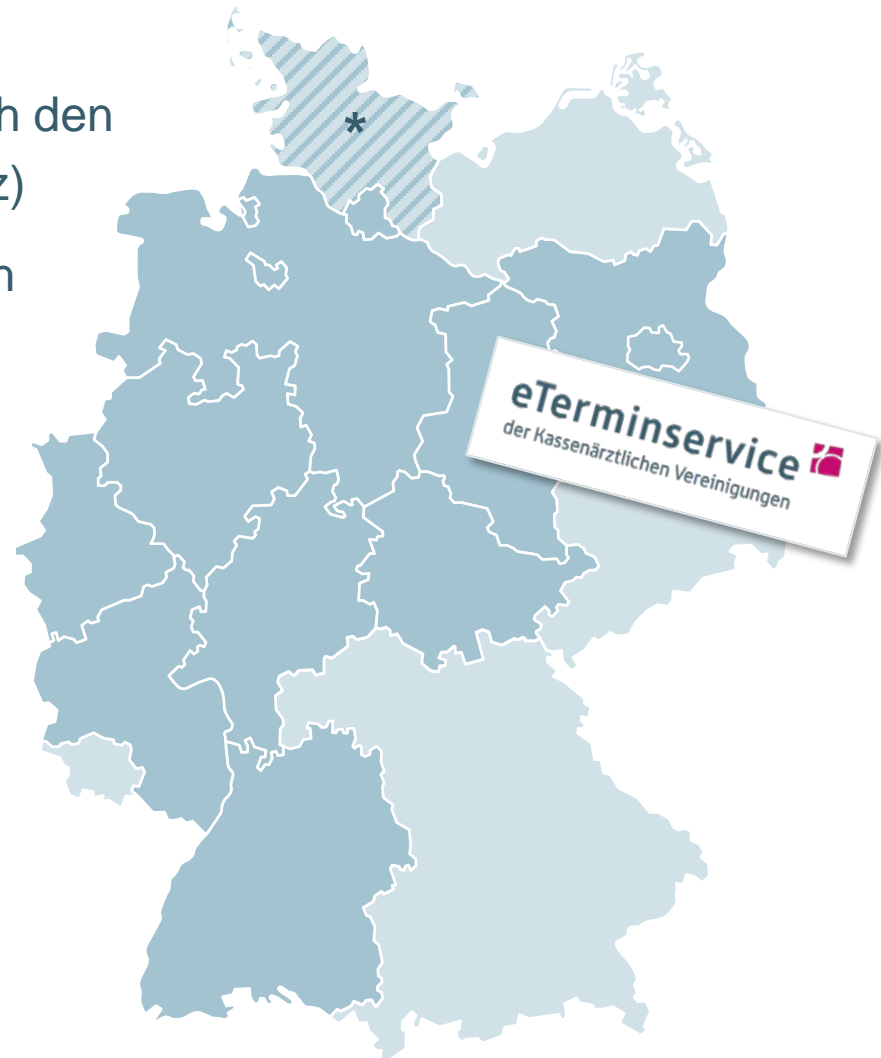 h den
z)
n
*
eTerminservice
der Kassenärztlichen Vereinigungen